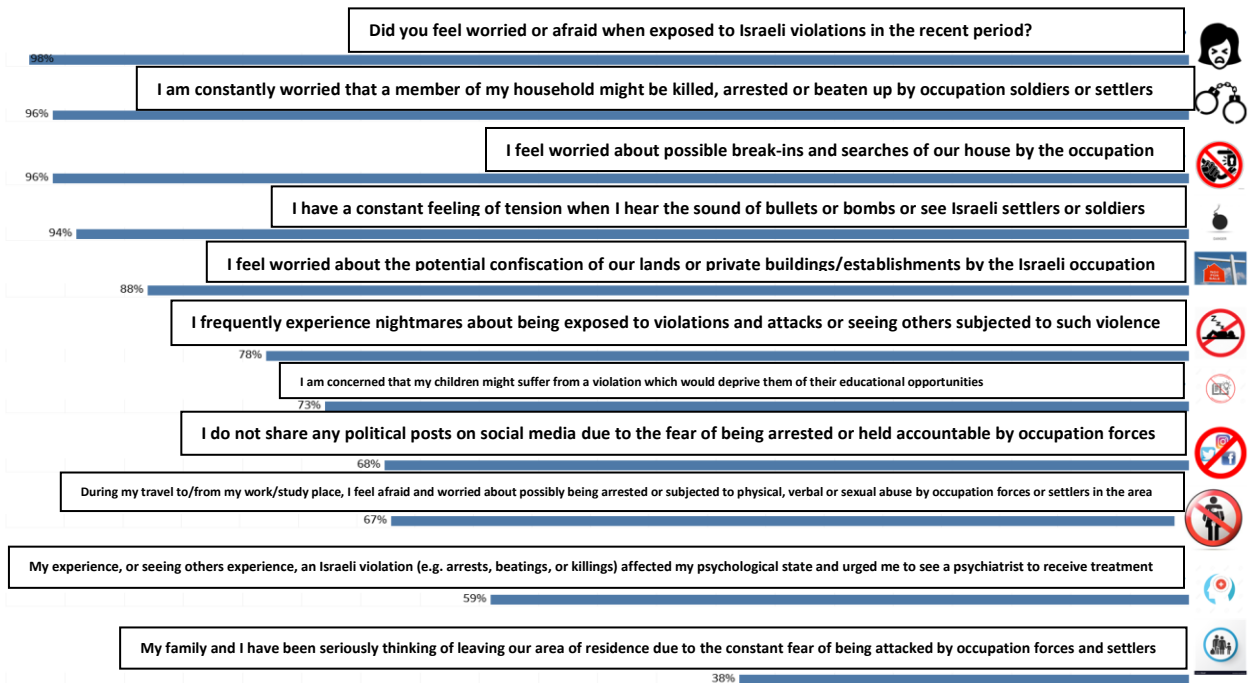 Did you feel worried or afraid when exposed to Israeli violations in the recent period?
98%
I am constantly worried that a member of my household might be killed, arrested or beaten up by occupation soldiers or settlers
96%
I feel worried about possible break-ins and searches of our house by the occupation
96%
I have a constant feeling of tension when I hear the sound of bullets or bombs or see Israeli settlers or soldiers
94%
I feel worried about the potential confiscation of our lands or private buildings/establishments by the Israeli occupation
88%
I frequently experience nightmares about being exposed to violations and attacks or seeing others subjected to such violence
78%
I am concerned that my children might suffer from a violation which would deprive them of their educational opportunities
73%
I do not share any political posts on social media due to the fear of being arrested or held accountable by occupation forces
68%
During my travel to/from my work/study place, I feel afraid and worried about possibly being arrested or subjected to physical, verbal or sexual abuse by occupation forces or settlers in the area
67%
My experience, or seeing others experience, an Israeli violation (e.g. arrests, beatings, or killings) affected my psychological state and urged me to see a psychiatrist to receive treatment
59%
My family and I have been seriously thinking of leaving our area of residence due to the constant fear of being attacked by occupation forces and settlers
38%